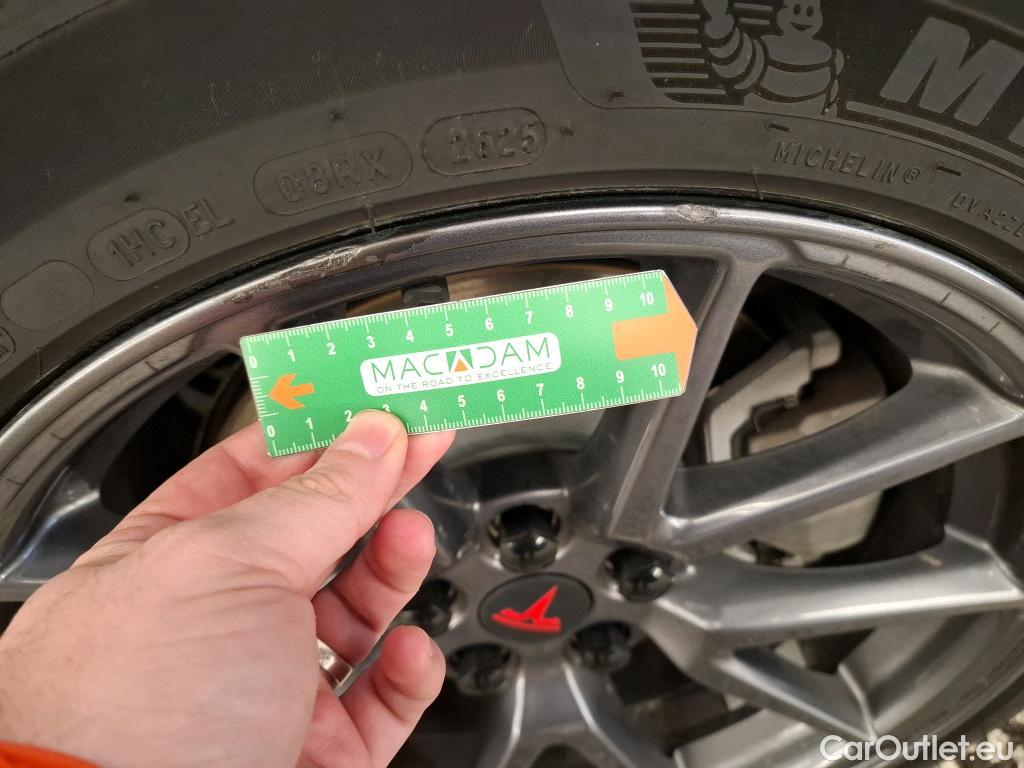 M
2625
08RX
1HC
EL
MICHELIN®
0 1 2 3 4 5 6 7 8 9 10
MACADAM
ON THE ROAD TO EXCELLENCE
0 1 2 3 4 5 6 7 8 9 10
CarOutlet.eu